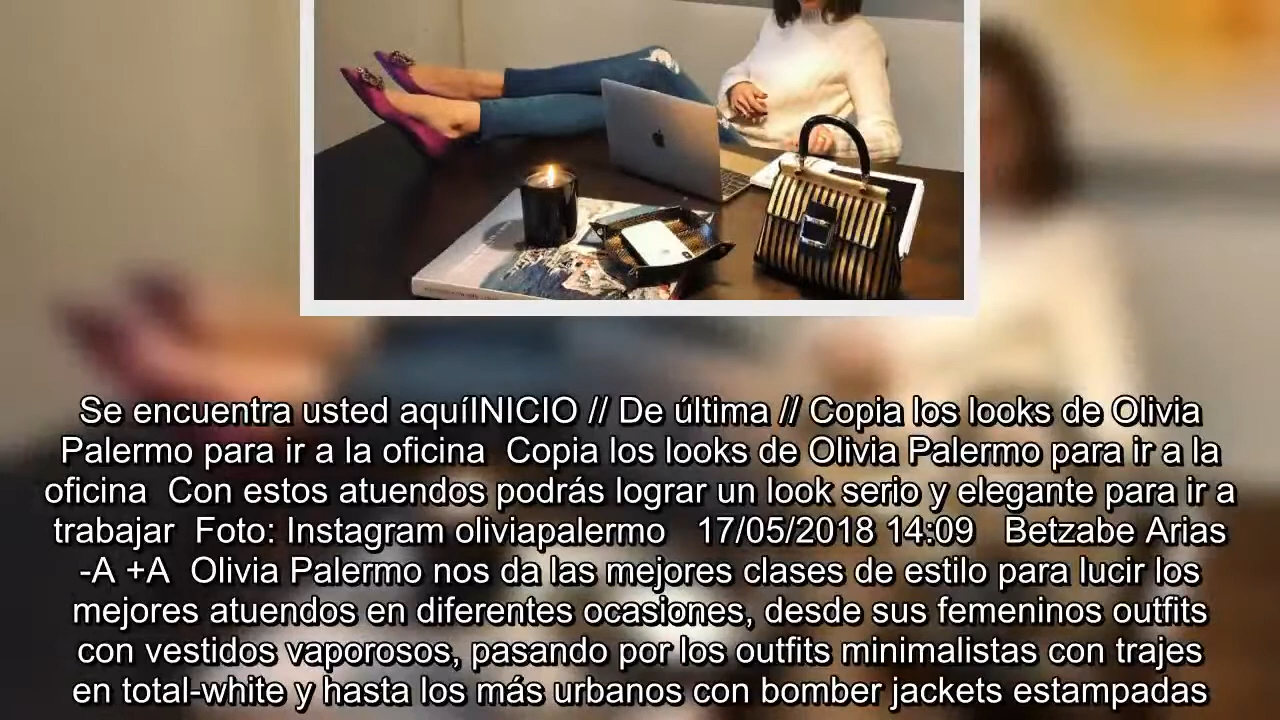 Se encuentra usted aquíINICIO // De última // Copia los looks de Olivia
Palermo para ir a la oficina  Copia los looks de Olivia Palermo para ir a la
oficina  Con estos atuendos podrás lograr un look serio y elegante para ir a
trabajar  Foto: Instagram oliviapalermo   17/05/2018 14:09   Betzabe Arias
-A +A  Olivia Palermo nos da las mejores clases de estilo para lucir los
mejores atuendos en diferentes ocasiones, desde sus femeninos outfits
con vestidos vaporosos, pasando por los outfits minimalistas con trajes
en total-white y hasta los más urbanos con bomber jackets estampadas